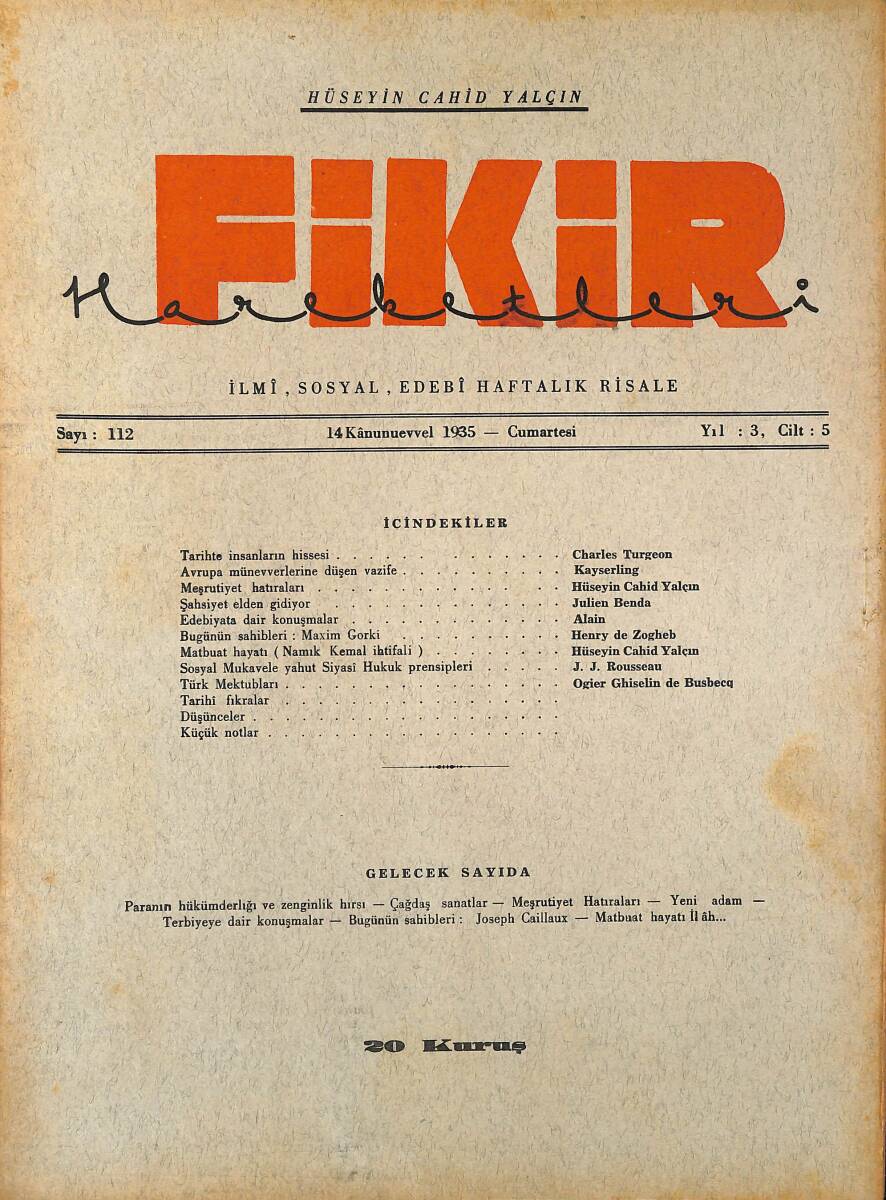 HÜSEYİN CAHİD YALÇIN
FİKİR
Hareketleri
İLMÎ , SOSYAL , EDEBÎ HAFTALIK RİSALE
Sayı : 112 14 Kânunuevvel 1935 — Cumartesi Yıl : 3, Cilt : 5
İCİNDEKİLER
Tarihte insanların hissesi . . . . . . . . . . . . Charles Turgeon
Avrupa münevverlerine düşen vazife . . . . . . . . . . Kayserling
Meşrutiyet hatıraları . . . . . . . . . . . . . . Hüseyin Cahid Yalçın
Şahsiyet elden gidiyor . . . . . . . . . . . . . . Julien Benda
Edebiyata dair konuşmalar . . . . . . . . . . . . . Alain
Bugünün sahibleri : Maxim Gorki . . . . . . . . . . Henry de Zogheb
Matbuat hayatı ( Namık Kemal ihtifali ) . . . . . . . . Hüseyin Cahid Yalçın
Sosyal Mukavele yahut Siyasî Hukuk prensipleri . . . . . J. J. Rousseau
Türk Mektubları . . . . . . . . . . . . . . . . . Ogier Ghiselin de Busbecq
Tarihî fıkralar . . . . . . . . . . . . . . . . .
Düşünceler . . . . . . . . . . . . . . . . . . .
Küçük notlar . . . . . . . . . . . . . . . . . .
GELECEK SAYIDA
Paranın hükümderlığı ve zenginlik hırsı — Çağdaş sanatlar — Meşrutiyet Hatıraları — Yeni adam —
Terbiyeye dair konuşmalar — Bugünün sahibleri : Joseph Caillaux — Matbuat hayatı İl âh...
20 Kuruş